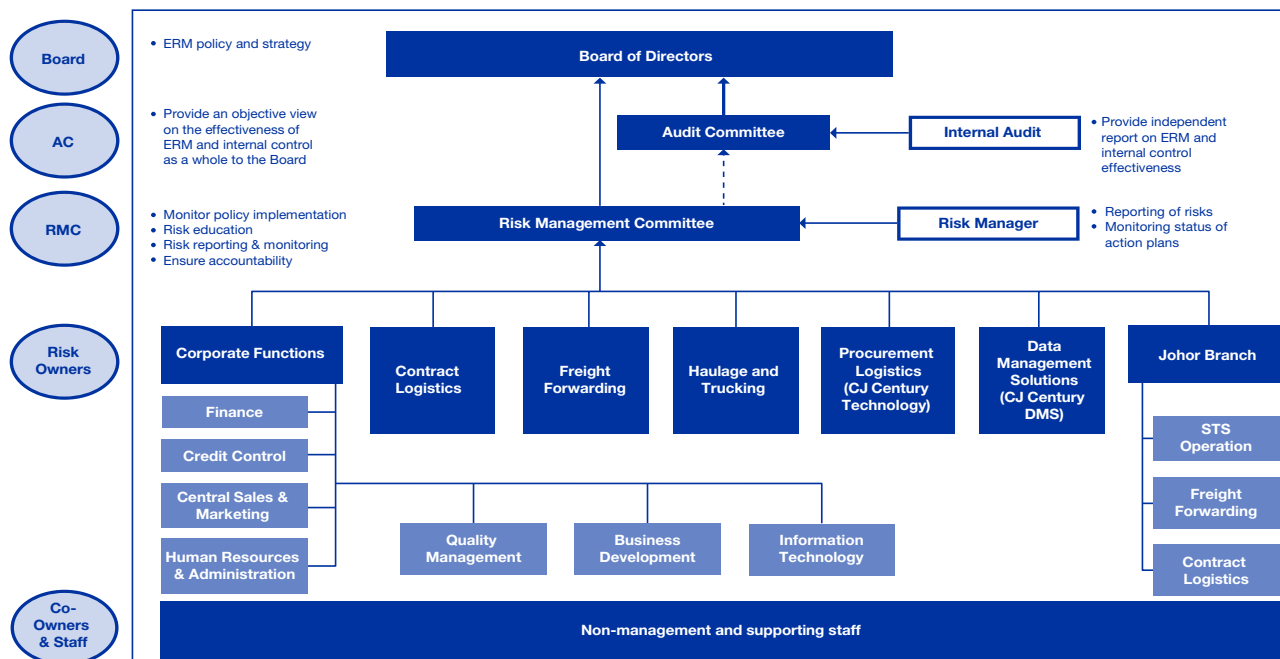 Board
• ERM policy and strategy
Board of Directors
AC
• Provide an objective view
on the effectiveness of
ERM and internal control
as a whole to the Board
Audit Committee
Internal Audit
• Provide independent
report on ERM and
internal control
effectiveness
RMC
• Monitor policy implementation
• Risk education
• Risk reporting & monitoring
• Ensure accountability
Risk Management Committee
Risk Manager
• Reporting of risks
• Monitoring status of
action plans
Risk
Owners
Corporate Functions
Contract
Logistics
Freight
Forwarding
Haulage and
Trucking
Procurement
Logistics
(CJ Century
Technology)
Data
Management
Solutions
(CJ Century
DMS)
Johor Branch
Finance
Credit Control
Central Sales &
Marketing
Human Resources
& Administration
Quality
Management
Business
Development
Information
Technology
STS
Operation
Freight
Forwarding
Contract
Logistics
Co-
Owners
& Staff
Non-management and supporting staff